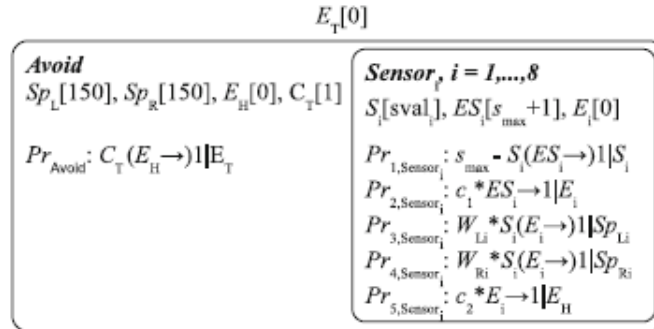 E_T[0]
Avoid
Sp_L[150], Sp_R[150], E_H[0], C_T[1]
Pr_Avoid: C_T(E_H→)1|E_T
Sensor_i, i = 1,...,8
S_i[sval_i], ES_i[s_max+1], E_i[0]
Pr_1,Sensor_i: s_max - S_i(ES_i→)1|S_i
Pr_2,Sensor_i: c_1*ES_i→1|E_i
Pr_3,Sensor_i: W_Li*S_i(E_i→)1|Sp_Li
Pr_4,Sensor_i: W_Ri*S_i(E_i→)1|Sp_Ri
Pr_5,Sensor_i: c_2*E_i→1|E_H